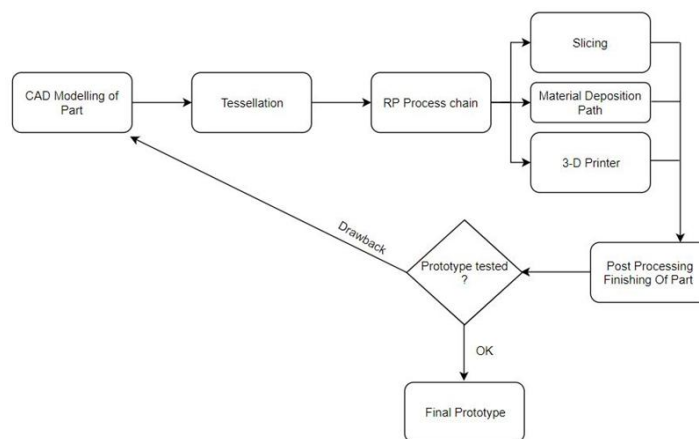 Slicing
CAD Modelling of
Part
Tessellation
RP Process chain
Material Deposition
Path
3-D Printer
Drawback
Prototype tested
?
Post Processing
Finishing Of Part
OK
Final Prototype